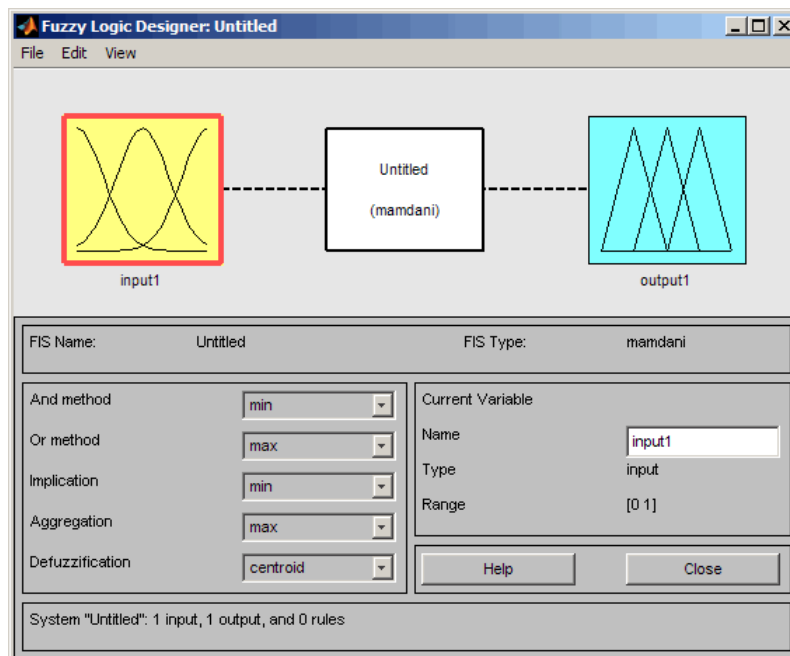 Fuzzy Logic Designer: Untitled
File Edit View
Untitled
(mamdani)
input1
output1
FIS Name: Untitled
FIS Type: mamdani
And method min
Or method max
Implication min
Aggregation max
Defuzzification centroid
Current Variable
Name input1
Type input
Range [0 1]
Help Close
System "Untitled": 1 input, 1 output, and 0 rules